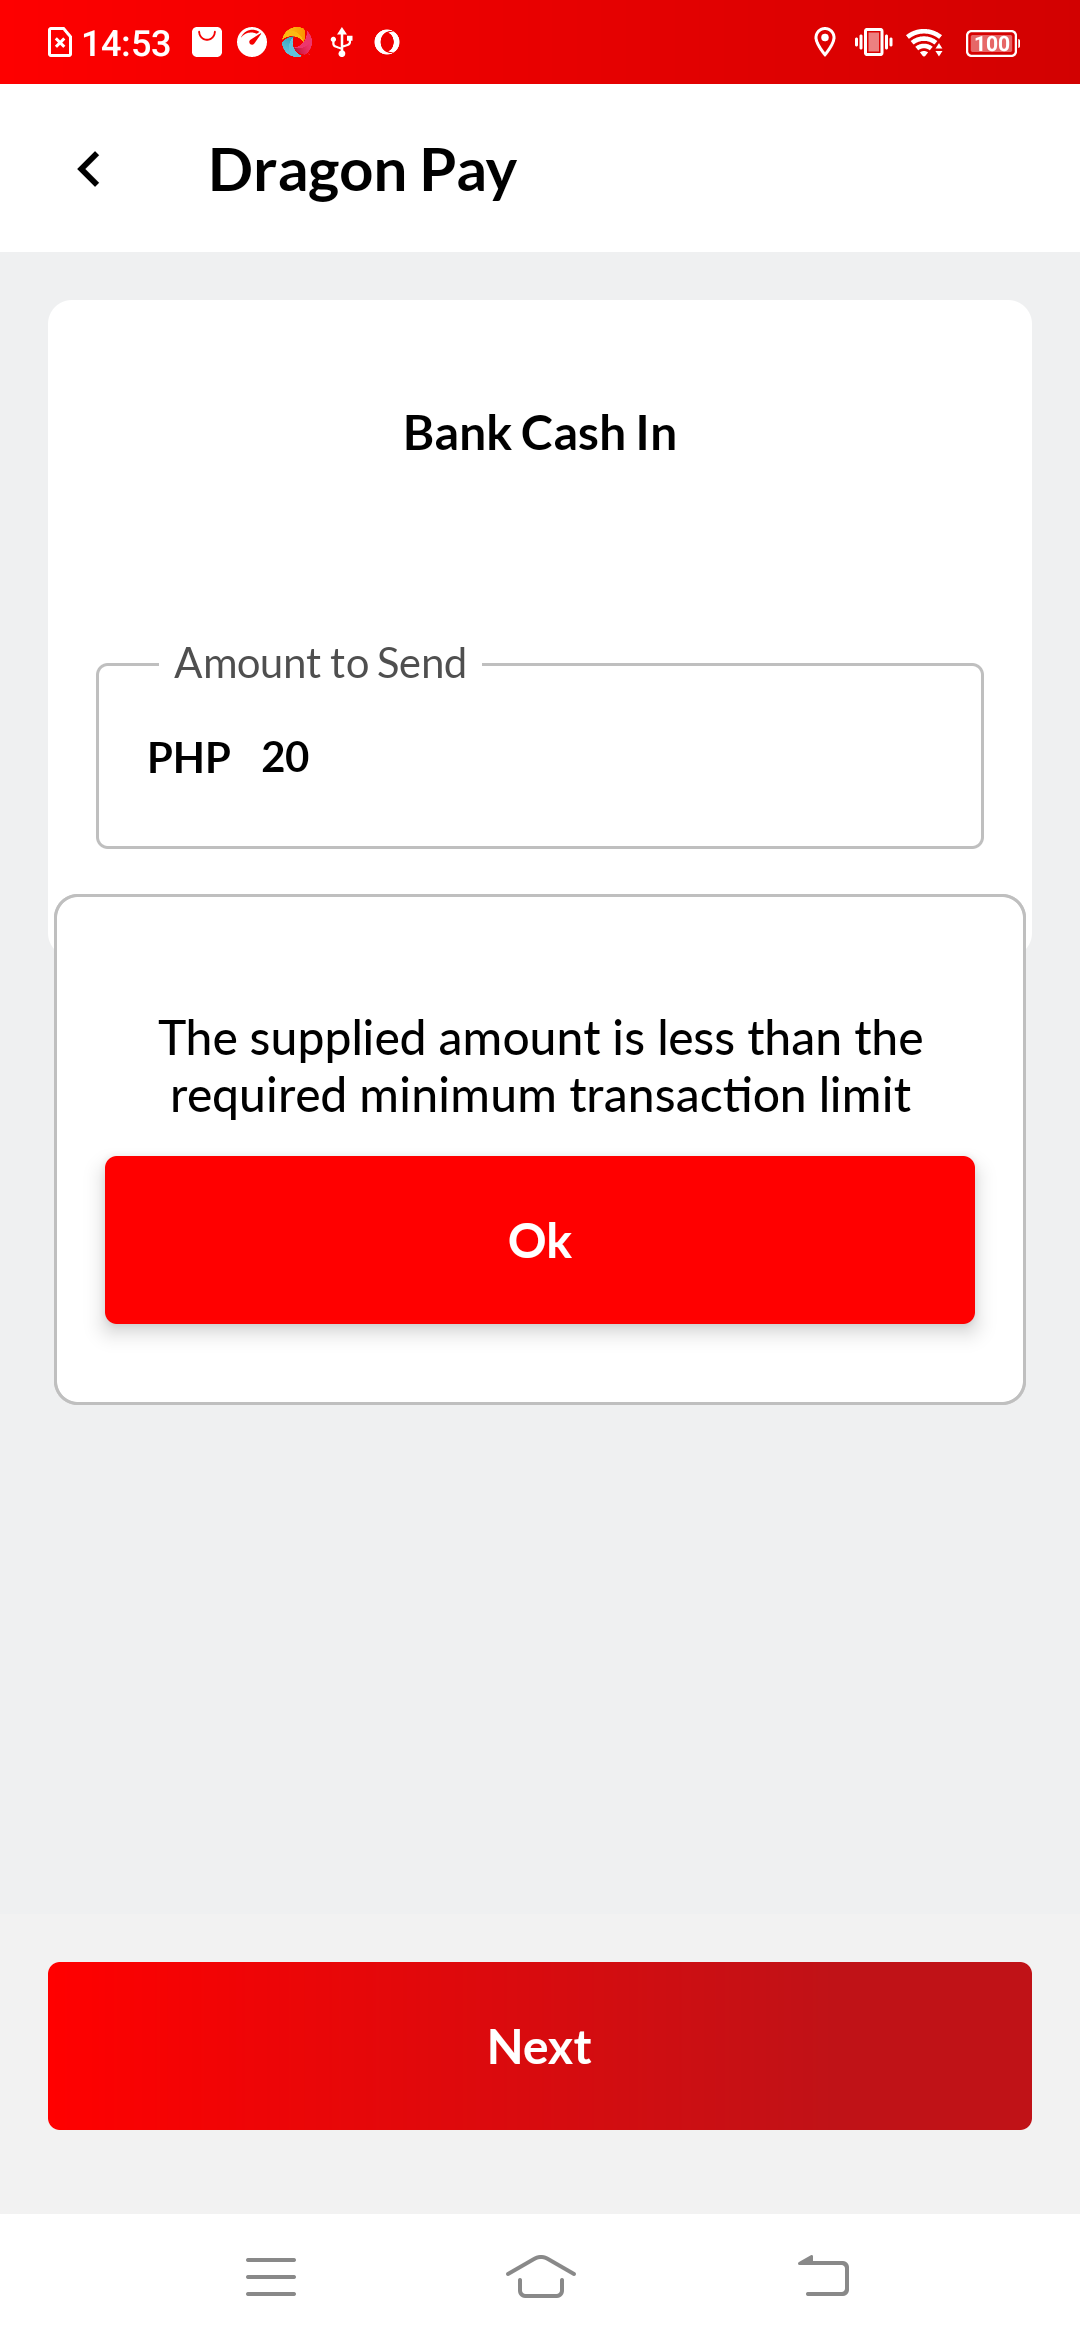 14:53
100
Dragon Pay
Bank Cash In
Amount to Send
PHP 20
The supplied amount is less than the
required minimum transaction limit
Ok
Next